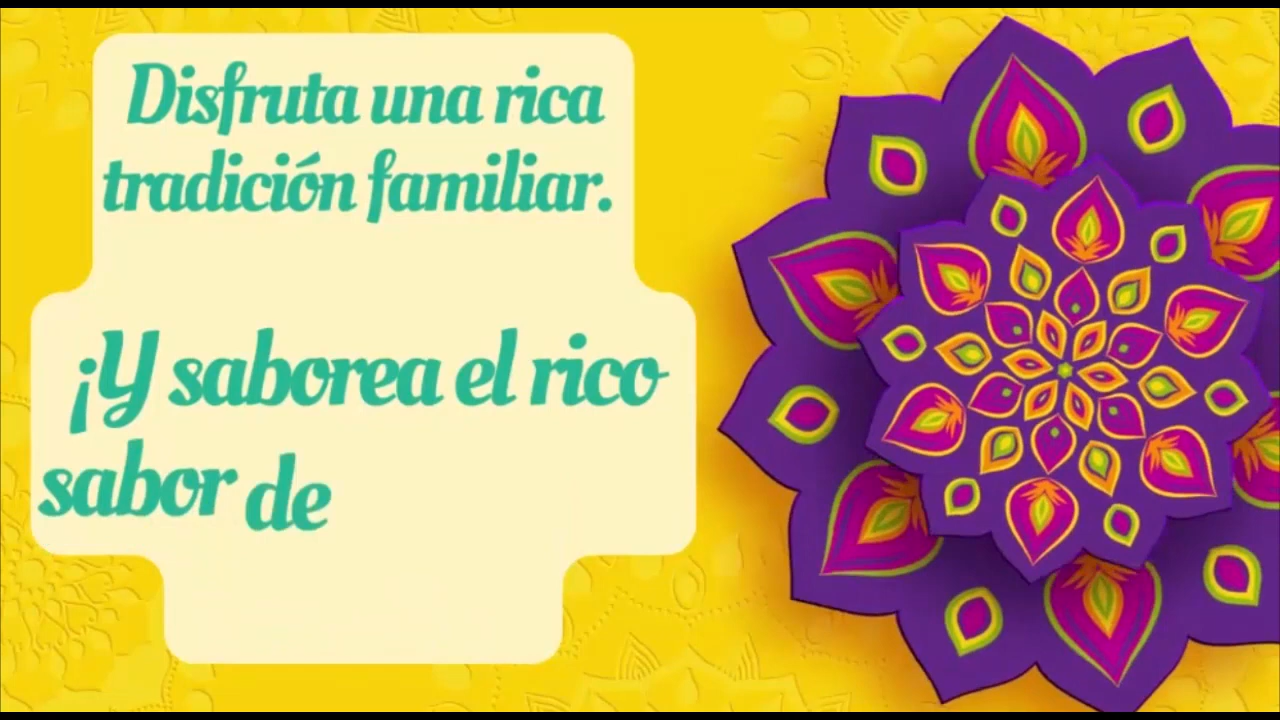 Disfruta una rica
tradición familiar.
¡Y saborea el rico
sabor de